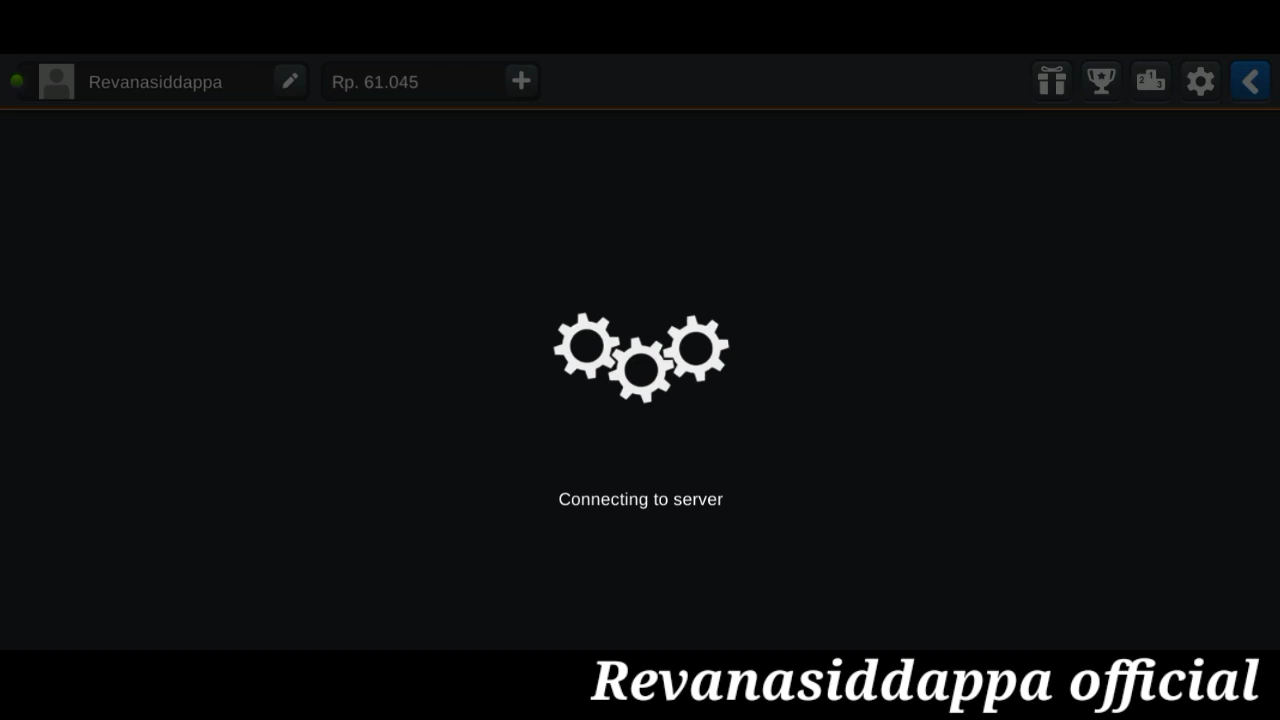 Revanasiddappa
Rp. 61.045
Connecting to server
Revanasiddappa official